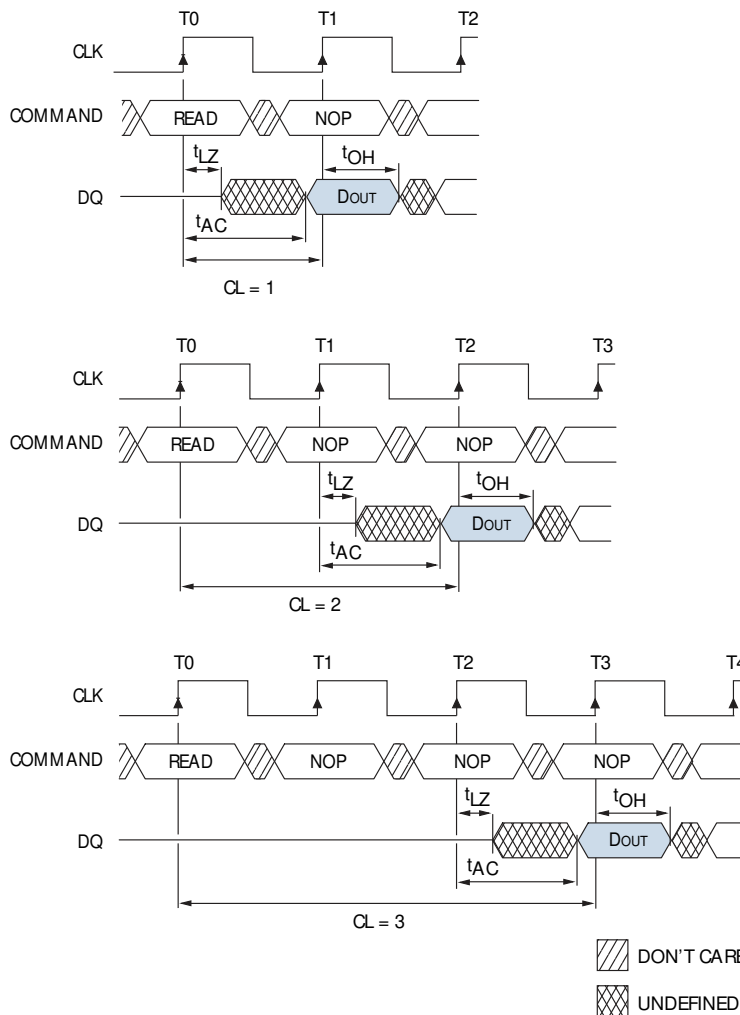 T0 T1 T2
CLK
COMMAND READ NOP
tLZ tOH
DQ DOUT
tAC
CL = 1
T0 T1 T2 T3
CLK
COMMAND READ NOP NOP
tLZ tOH
DQ DOUT
tAC
CL = 2
T0 T1 T2 T3 T4
CLK
COMMAND READ NOP NOP NOP
tLZ tOH
DQ DOUT
tAC
CL = 3
DON'T CARE
UNDEFINED